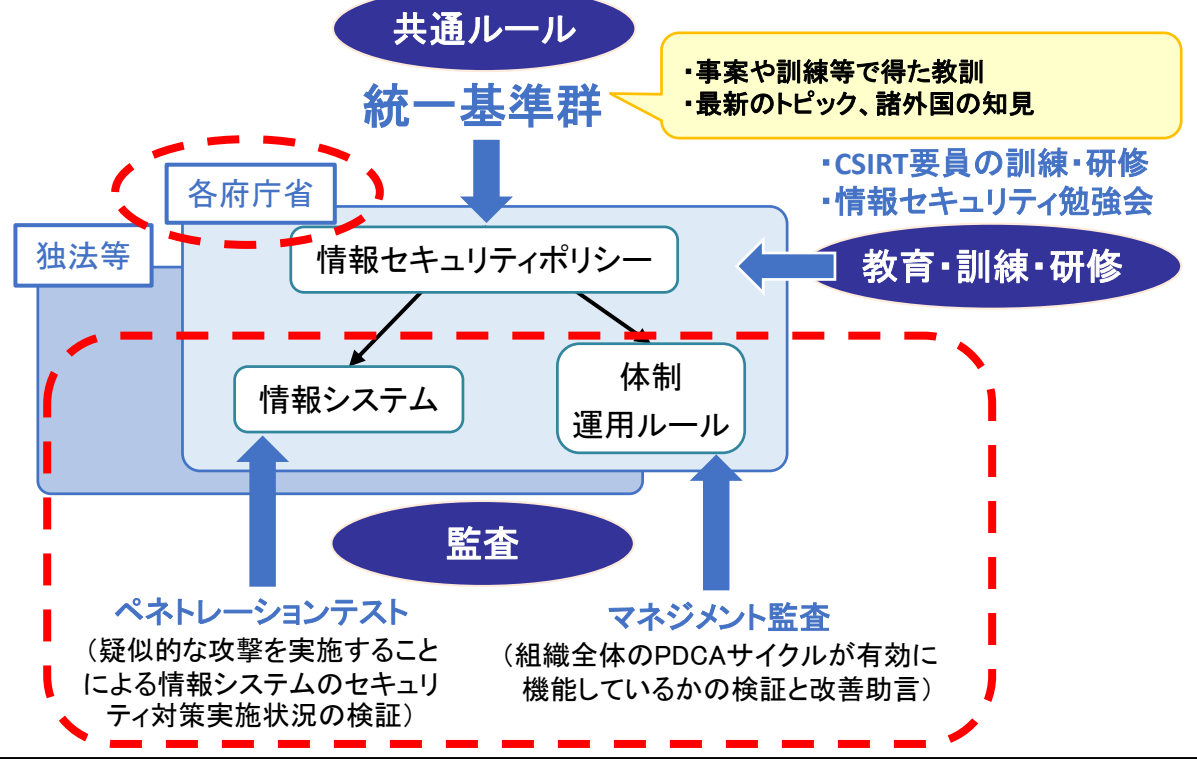 共通ルール
統一基準群
・事案や訓練等で得た教訓
・最新のトピック、諸外国の知見
・CSIRT要員の訓練・研修
・情報セキュリティ勉強会
各府庁省
独法等
情報セキュリティポリシー
教育・訓練・研修
情報システム
体制
運用ルール
監査
ペネトレーションテスト
（疑似的な攻撃を実施すること
による情報システムのセキュリ
ティ対策実施状況の検証）
マネジメント監査
（組織全体のPDCAサイクルが有効に
機能しているかの検証と改善助言）